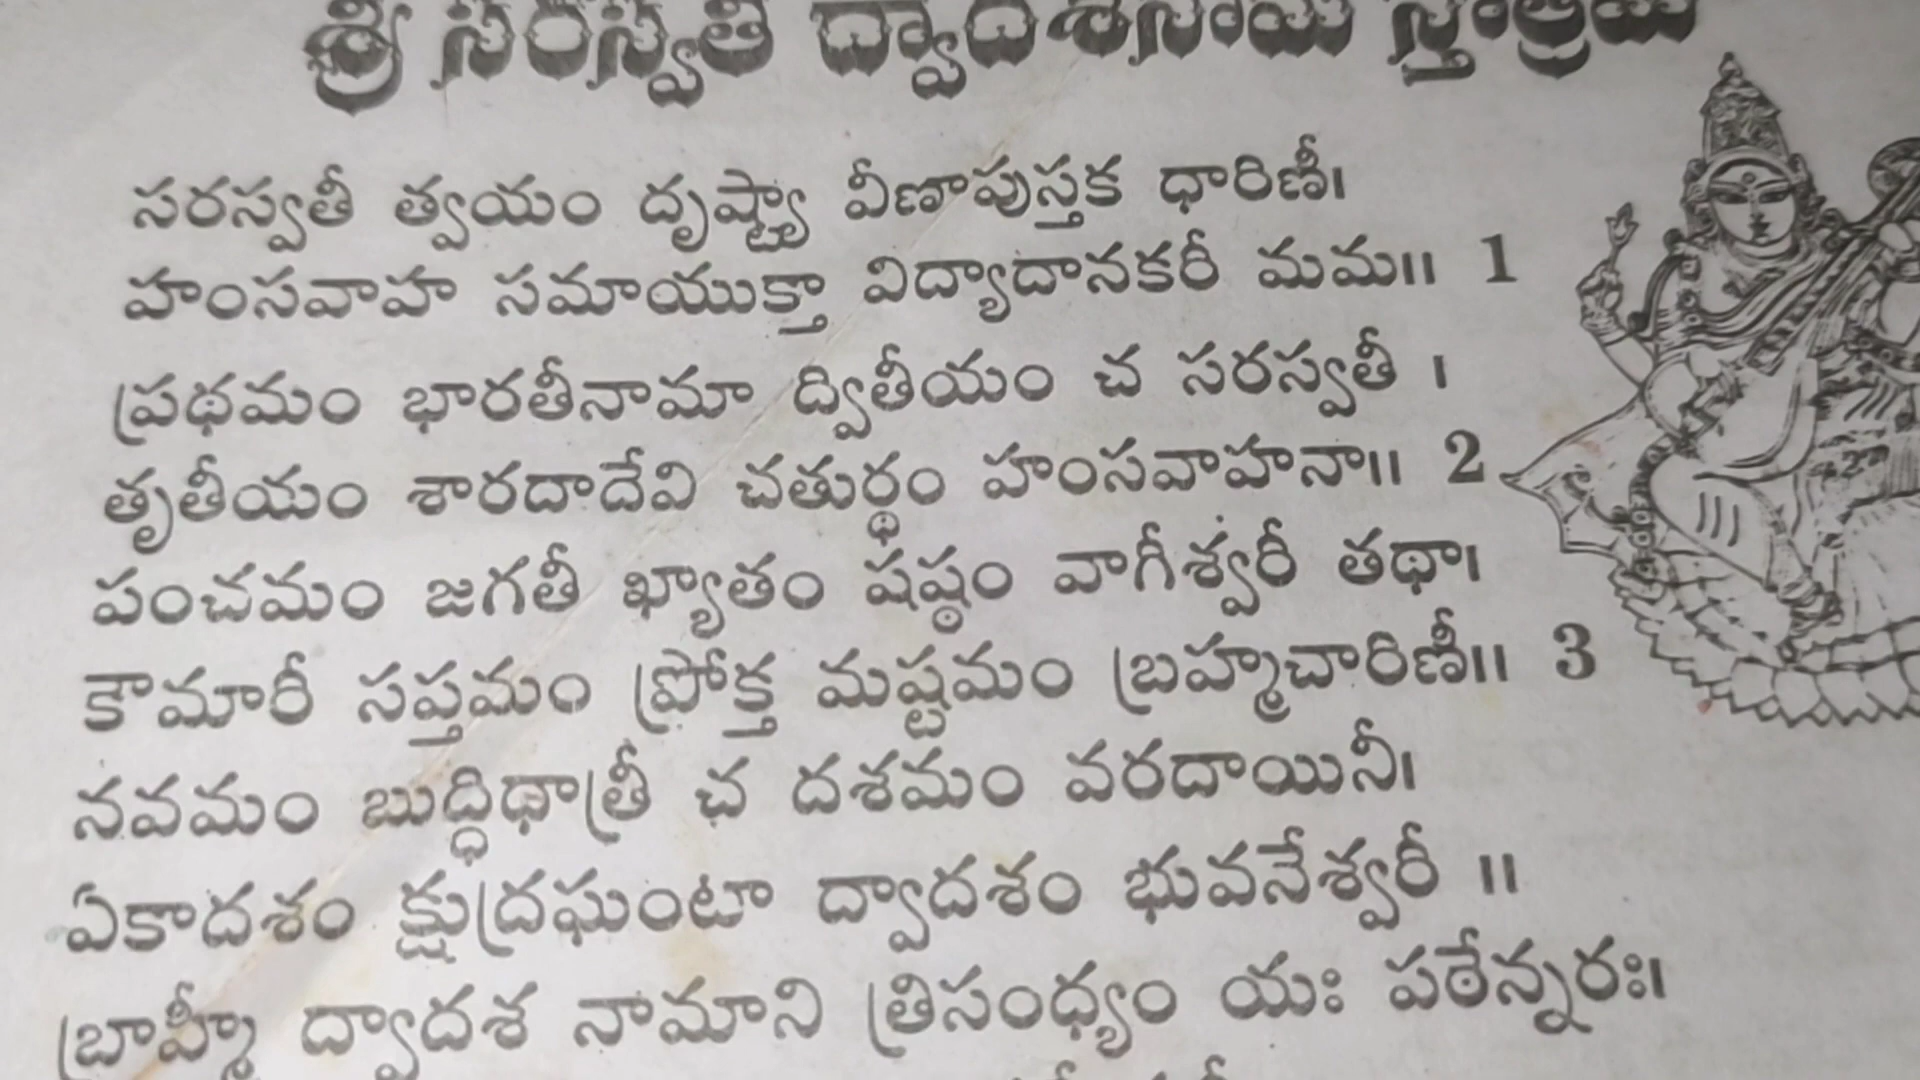 శ్రీ సరస్వతీ ద్వాదశనామ స్తోత్రమ్
సరస్వతీ త్వయం దృష్ట్యా వీణాపుస్తక ధారిణీ।
హంసవాహ సమాయుక్తా విద్యాదానకరీ మమ॥ 1
ప్రథమం భారతీనామా ద్వితీయం చ సరస్వతీ ।
తృతీయం శారదాదేవి చతుర్థం హంసవాహనా॥ 2
పంచమం జగతీ ఖ్యాతం షష్ఠం వాగీశ్వరీ తథా।
కౌమారీ సప్తమం ప్రోక్త మష్టమం బ్రహ్మచారిణీ॥ 3
నవమం బుద్ధిధాత్రీ చ దశమం వరదాయినీ।
ఏకాదశం క్షుద్రఘంటా ద్వాదశం భువనేశ్వరీ ॥
బ్రాహ్మీ ద్వాదశ నామాని త్రిసంధ్యం యః పఠేన్నరః।